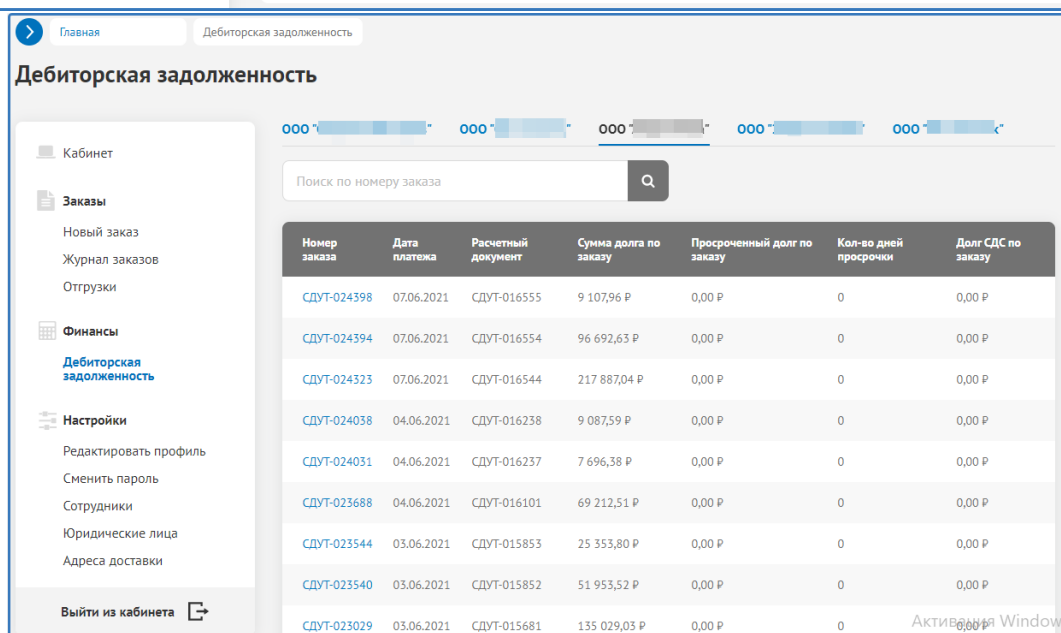 Главная
Дебиторская задолженность
Дебиторская задолженность
Кабинет
Заказы
Новый заказ
Журнал заказов
Отгрузки
Финансы
Дебиторская
задолженность
Настройки
Редактировать профиль
Сменить пароль
Сотрудники
Юридические лица
Адреса доставки
Выйти из кабинета
ООО " " ООО " " ООО " " ООО " " ООО " к"
Поиск по номеру заказа
Номер заказа Дата платежа Расчетный документ Сумма долга по заказу Просроченный долг по заказу Кол-во дней просрочки Долг СДС по заказу
СДУТ-024398 07.06.2021 СДУТ-016555 9 107,96 ₽ 0,00 ₽ 0 0,00 ₽
СДУТ-024394 07.06.2021 СДУТ-016554 96 692,63 ₽ 0,00 ₽ 0 0,00 ₽
СДУТ-024323 07.06.2021 СДУТ-016544 217 887,04 ₽ 0,00 ₽ 0 0,00 ₽
СДУТ-024038 04.06.2021 СДУТ-016238 9 087,59 ₽ 0,00 ₽ 0 0,00 ₽
СДУТ-024031 04.06.2021 СДУТ-016237 7 696,38 ₽ 0,00 ₽ 0 0,00 ₽
СДУТ-023688 04.06.2021 СДУТ-016101 69 212,51 ₽ 0,00 ₽ 0 0,00 ₽
СДУТ-023544 03.06.2021 СДУТ-015853 25 353,80 ₽ 0,00 ₽ 0 0,00 ₽
СДУТ-023540 03.06.2021 СДУТ-015852 51 953,52 ₽ 0,00 ₽ 0 0,00 ₽
СДУТ-023029 03.06.2021 СДУТ-015681 135 029,03 ₽ 0,00 ₽ 0 0,00 ₽
Активация Window